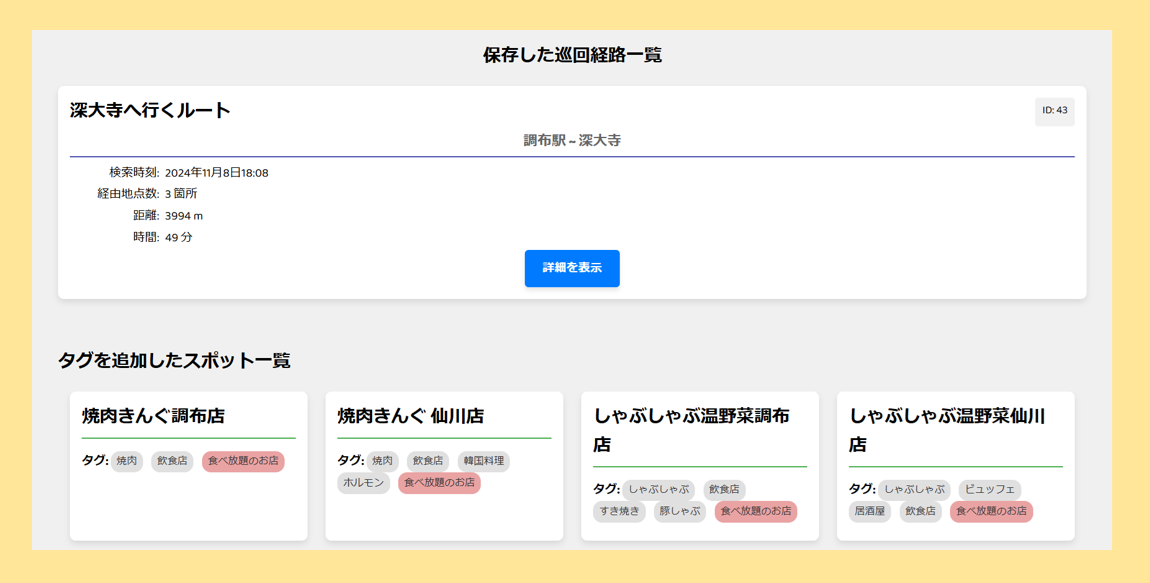 保存した巡回経路一覧
深大寺へ行くルート
ID: 43
調布駅 ~ 深大寺
検索時刻: 2024年11月8日18:08
経由地点数: 3 箇所
距離: 3994 m
時間: 49 分
詳細を表示
タグを追加したスポット一覧
焼肉きんぐ調布店
タグ: 焼肉 飲食店 食べ放題のお店
焼肉きんぐ 仙川店
タグ: 焼肉 飲食店 韓国料理
ホルモン 食べ放題のお店
しゃぶしゃぶ温野菜調布
店
タグ: しゃぶしゃぶ 飲食店
すき焼き 豚しゃぶ 食べ放題のお店
しゃぶしゃぶ温野菜仙川
店
タグ: しゃぶしゃぶ ビュッフェ
居酒屋 飲食店 食べ放題のお店